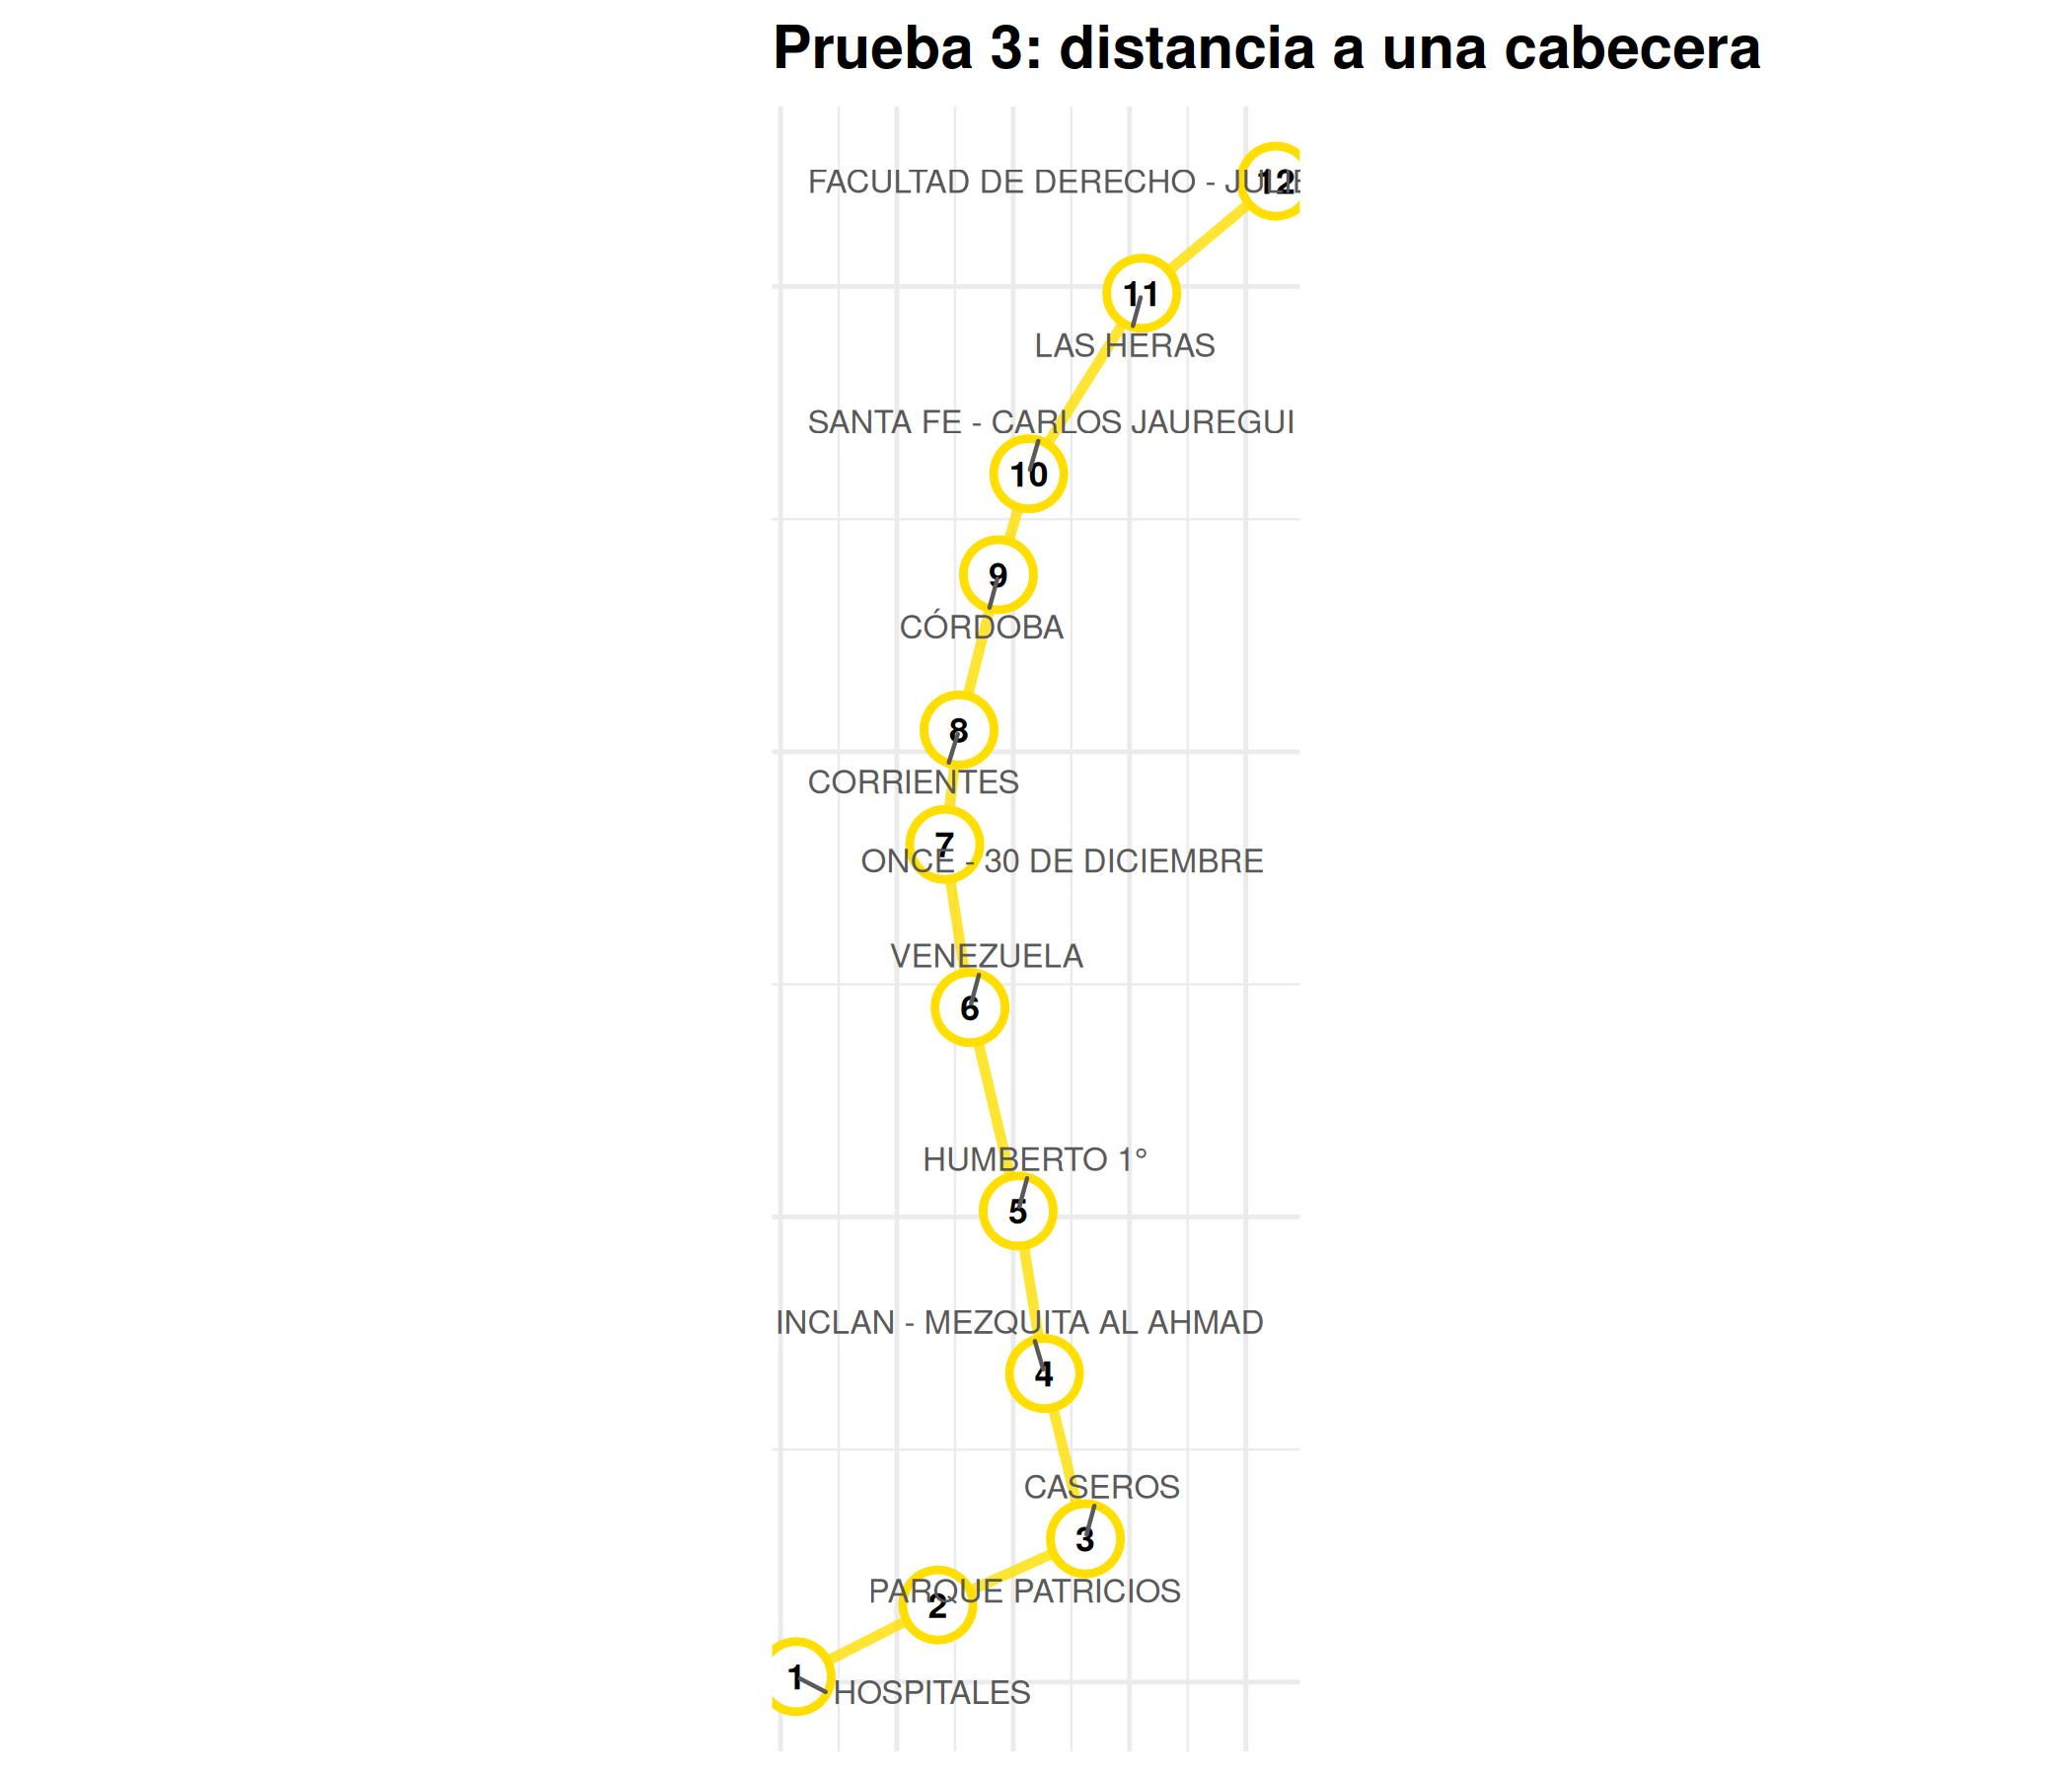 Prueba 3: distancia a una cabecera
FACULTAD DE DERECHO - JULIE
12
11
LAS HERAS
SANTA FE - CARLOS JAUREGUI
10
9
CÓRDOBA
8
CORRIENTES
7
ONCE - 30 DE DICIEMBRE
VENEZUELA
6
HUMBERTO 1°
5
INCLAN - MEZQUITA AL AHMAD
4
CASEROS
3
PARQUE PATRICIOS
2
1
HOSPITALES